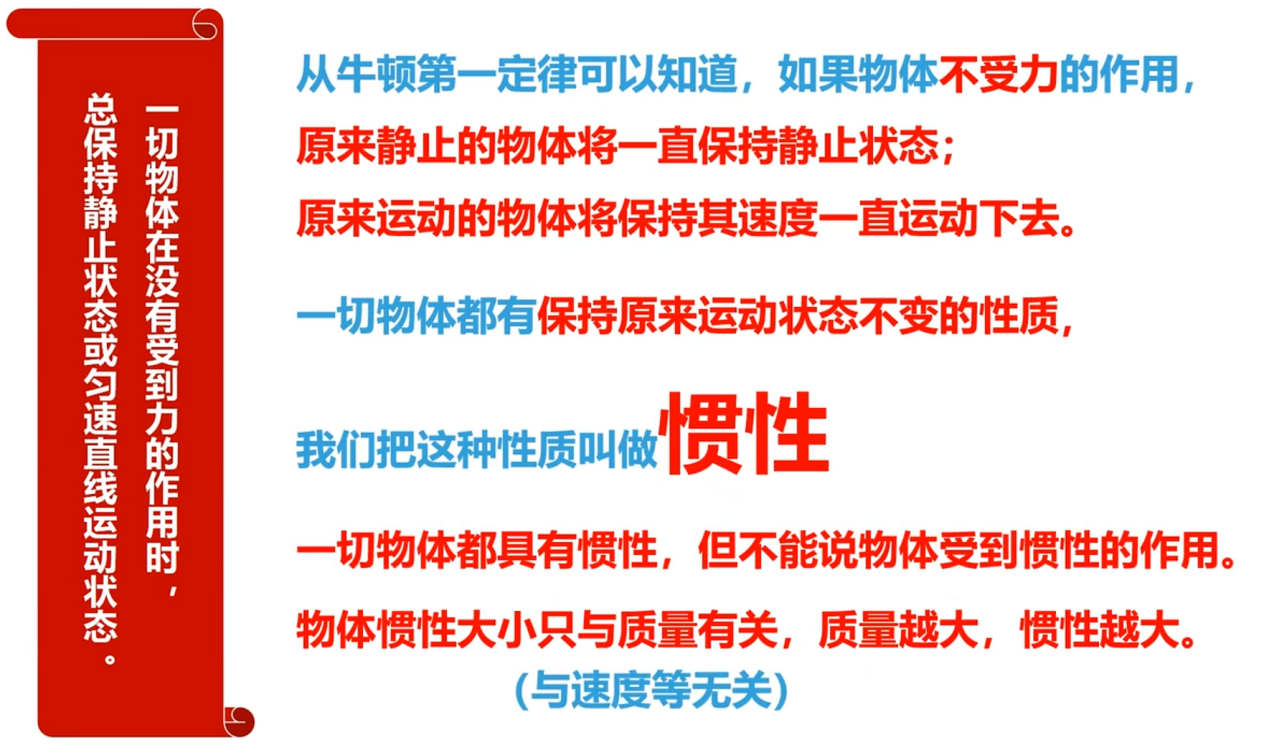 一切物体在没有受到力的作用时，
总保持静止状态或匀速直线运动状态。
从牛顿第一定律可以知道，如果物体不受力的作用，
原来静止的物体将一直保持静止状态；
原来运动的物体将保持其速度一直运动下去。
一切物体都有保持原来运动状态不变的性质，
我们把这种性质叫做惯性
一切物体都具有惯性，但不能说物体受到惯性的作用。
物体惯性大小只与质量有关，质量越大，惯性越大。
（与速度等无关）